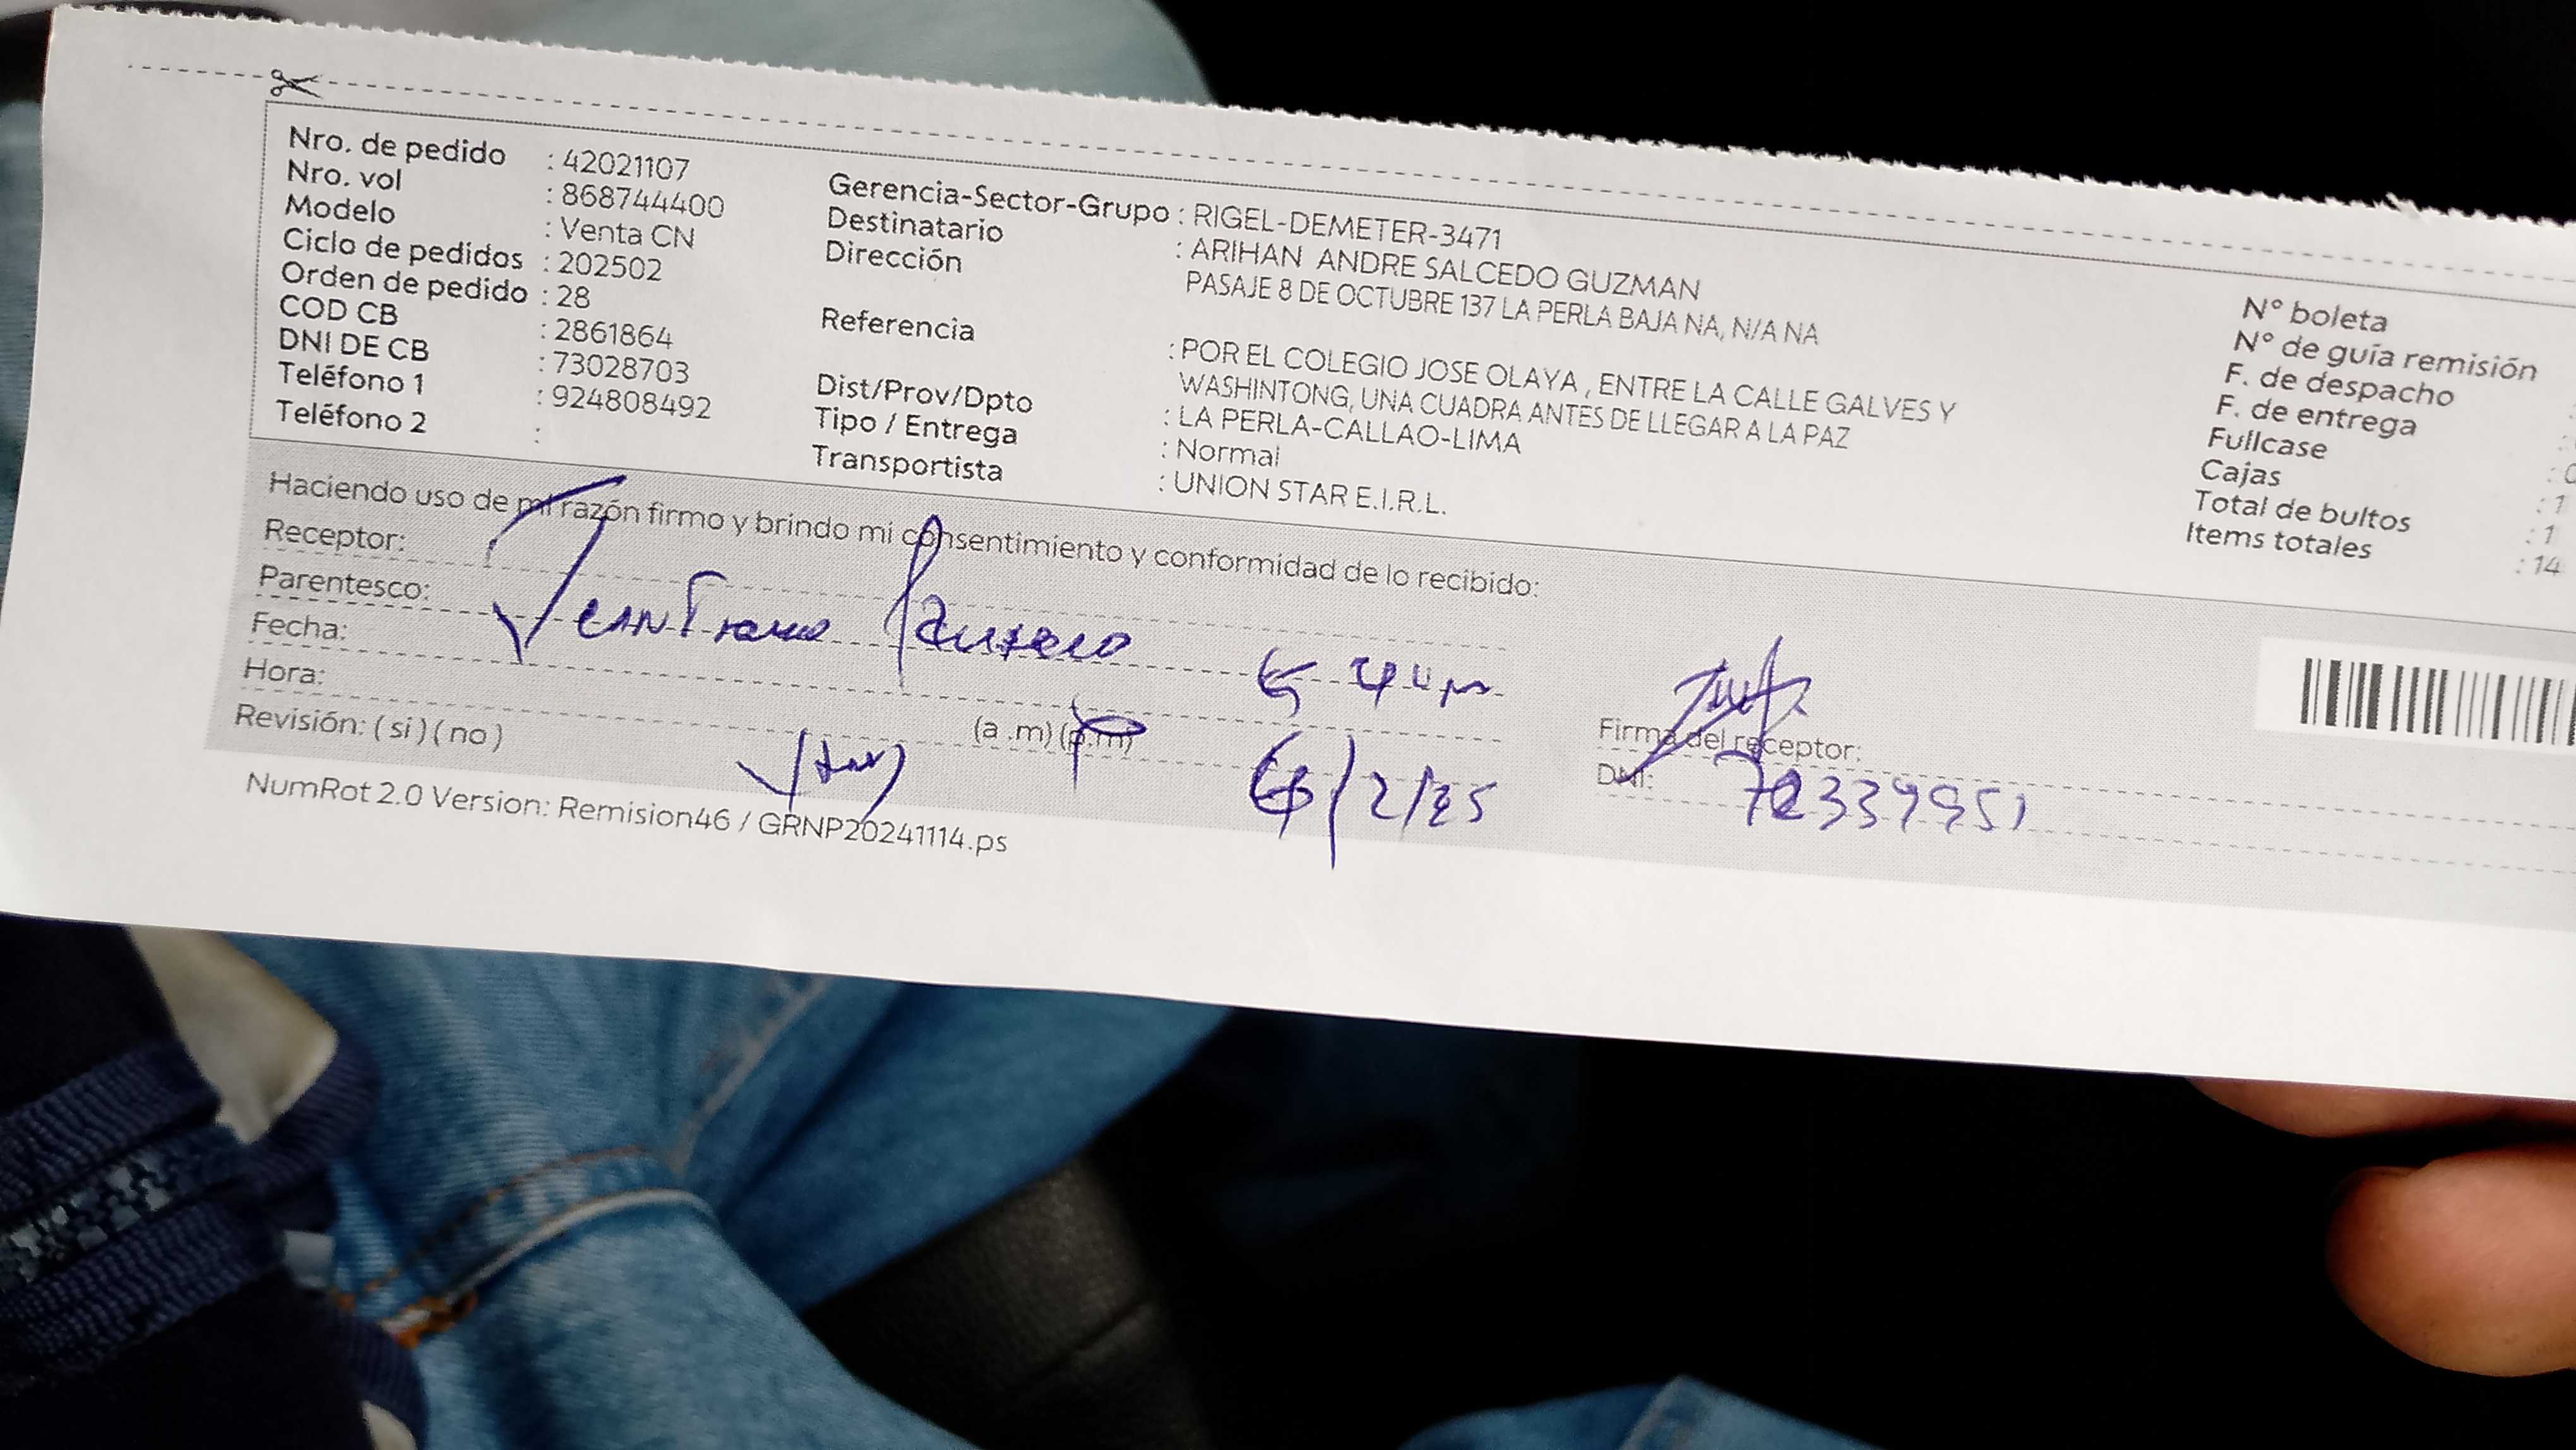 Nro. de pedido : 42021107
Nro. vol : 868744400
Modelo : Venta CN
Ciclo de pedidos : 202502
Orden de pedido : 28
COD CB : 2861864
DNI DE CB : 73028703
Teléfono 1 : 924808492
Teléfono 2 :
Gerencia-Sector-Grupo : RIGEL-DEMETER-3471
Destinatario : ARIHAN ANDRE SALCEDO GUZMAN
Dirección PASAJE 8 DE OCTUBRE 137 LA PERLA BAJA NA, N/A NA
Referencia : POR EL COLEGIO JOSE OLAYA , ENTRE LA CALLE GALVES Y
WASHINTONG, UNA CUADRA ANTES DE LLEGAR A LA PAZ
Dist/Prov/Dpto : LA PERLA-CALLAO-LIMA
Tipo / Entrega : Normal
Transportista : UNION STAR E.I.R.L.
N° boleta
N° de guía remisión
F. de despacho
F. de entrega
Fullcase
Cajas : 1
Total de bultos : 1
Items totales : 14
Haciendo uso de mi razón firmo y brindo mi consentimiento y conformidad de lo recibido:
Receptor:
Parentesco:
Fecha:
Hora: (a .m) (p.m)
Revisión: ( si ) ( no )
6/2/25
Firma del receptor:
DNI: 72339951
NumRot 2.0 Version: Remision46 / GRNP20241114.ps